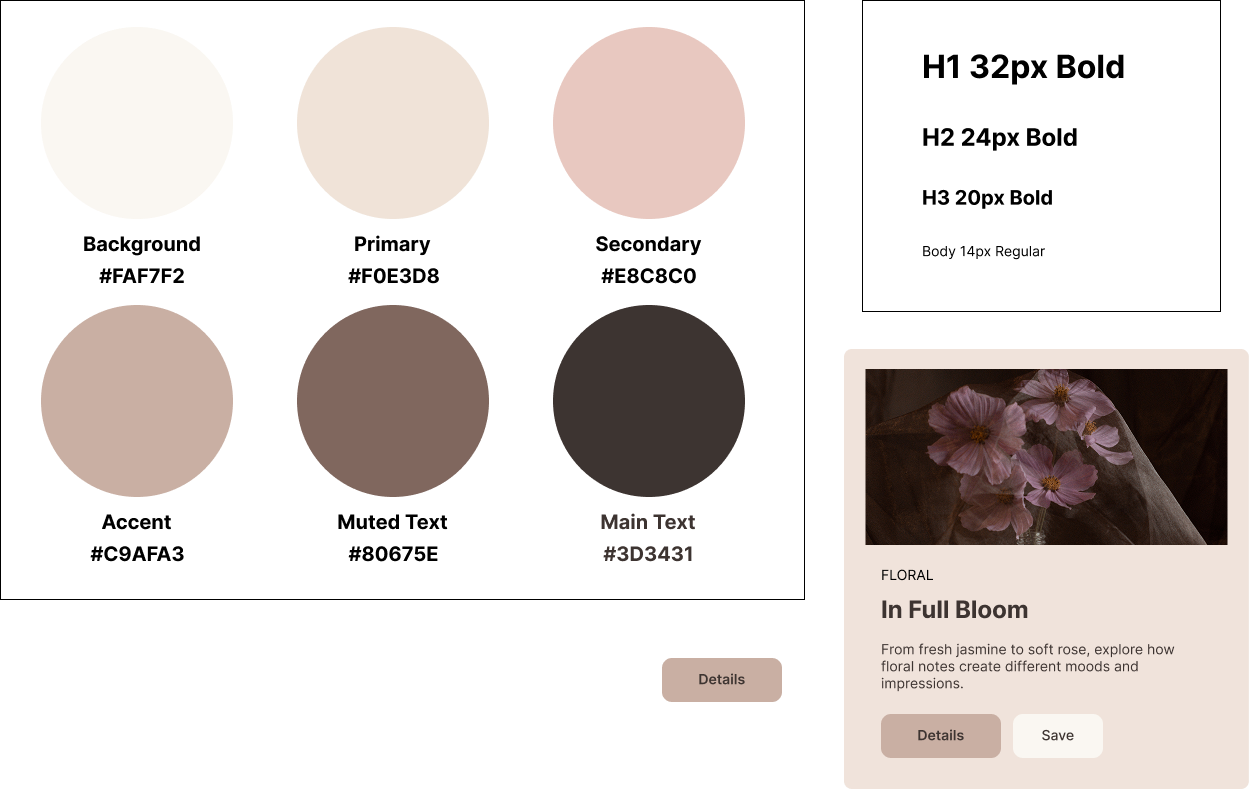 Background
#FAF7F2
Primary
#F0E3D8
Secondary
#E8C8C0
Accent
#C9AFA3
Muted Text
#80675E
Main Text
#3D3431
Details
H1 32px Bold
H2 24px Bold
H3 20px Bold
Body 14px Regular
FLORAL
In Full Bloom
From fresh jasmine to soft rose, explore how
floral notes create different moods and
impressions.
Details
Save